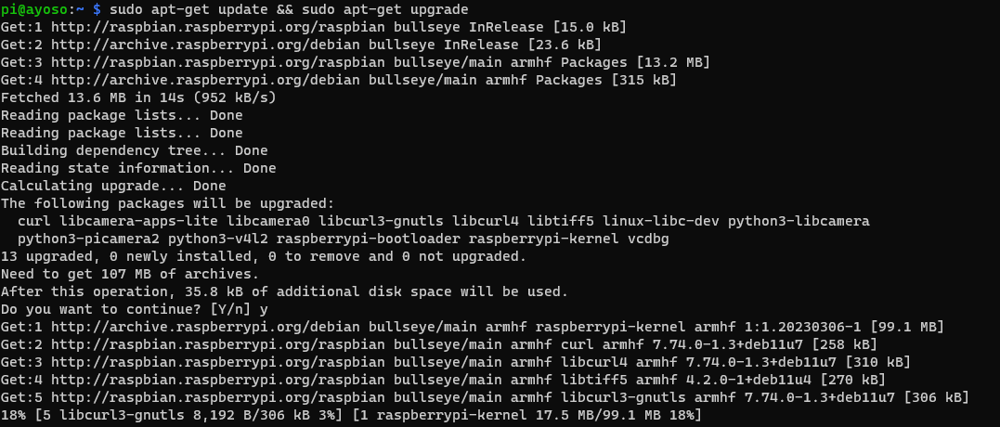 pi@ayoso:~ $ sudo apt-get update && sudo apt-get upgrade
Get:1 http://raspbian.raspberrypi.org/raspbian bullseye InRelease [15.0 kB]
Get:2 http://archive.raspberrypi.org/debian bullseye InRelease [23.6 kB]
Get:3 http://raspbian.raspberrypi.org/raspbian bullseye/main armhf Packages [13.2 MB]
Get:4 http://archive.raspberrypi.org/debian bullseye/main armhf Packages [315 kB]
Fetched 13.6 MB in 14s (952 kB/s)
Reading package lists... Done
Reading package lists... Done
Building dependency tree... Done
Reading state information... Done
Calculating upgrade... Done
The following packages will be upgraded:
  curl libcamera-apps-lite libcamera0 libcurl3-gnutls libcurl4 libtiff5 linux-libc-dev python3-libcamera
  python3-picamera2 python3-v4l2 raspberrypi-bootloader raspberrypi-kernel vcdbg
13 upgraded, 0 newly installed, 0 to remove and 0 not upgraded.
Need to get 107 MB of archives.
After this operation, 35.8 kB of additional disk space will be used.
Do you want to continue? [Y/n] y
Get:1 http://archive.raspberrypi.org/debian bullseye/main armhf raspberrypi-kernel armhf 1:1.20230306-1 [99.1 MB]
Get:2 http://raspbian.raspberrypi.org/raspbian bullseye/main armhf curl armhf 7.74.0-1.3+deb11u7 [258 kB]
Get:3 http://raspbian.raspberrypi.org/raspbian bullseye/main armhf libcurl4 armhf 7.74.0-1.3+deb11u7 [310 kB]
Get:4 http://raspbian.raspberrypi.org/raspbian bullseye/main armhf libtiff5 armhf 4.2.0-1+deb11u4 [270 kB]
Get:5 http://raspbian.raspberrypi.org/raspbian bullseye/main armhf libcurl3-gnutls armhf 7.74.0-1.3+deb11u7 [306 kB]
18% [5 libcurl3-gnutls 8,192 B/306 kB 3%] [1 raspberrypi-kernel 17.5 MB/99.1 MB 18%]